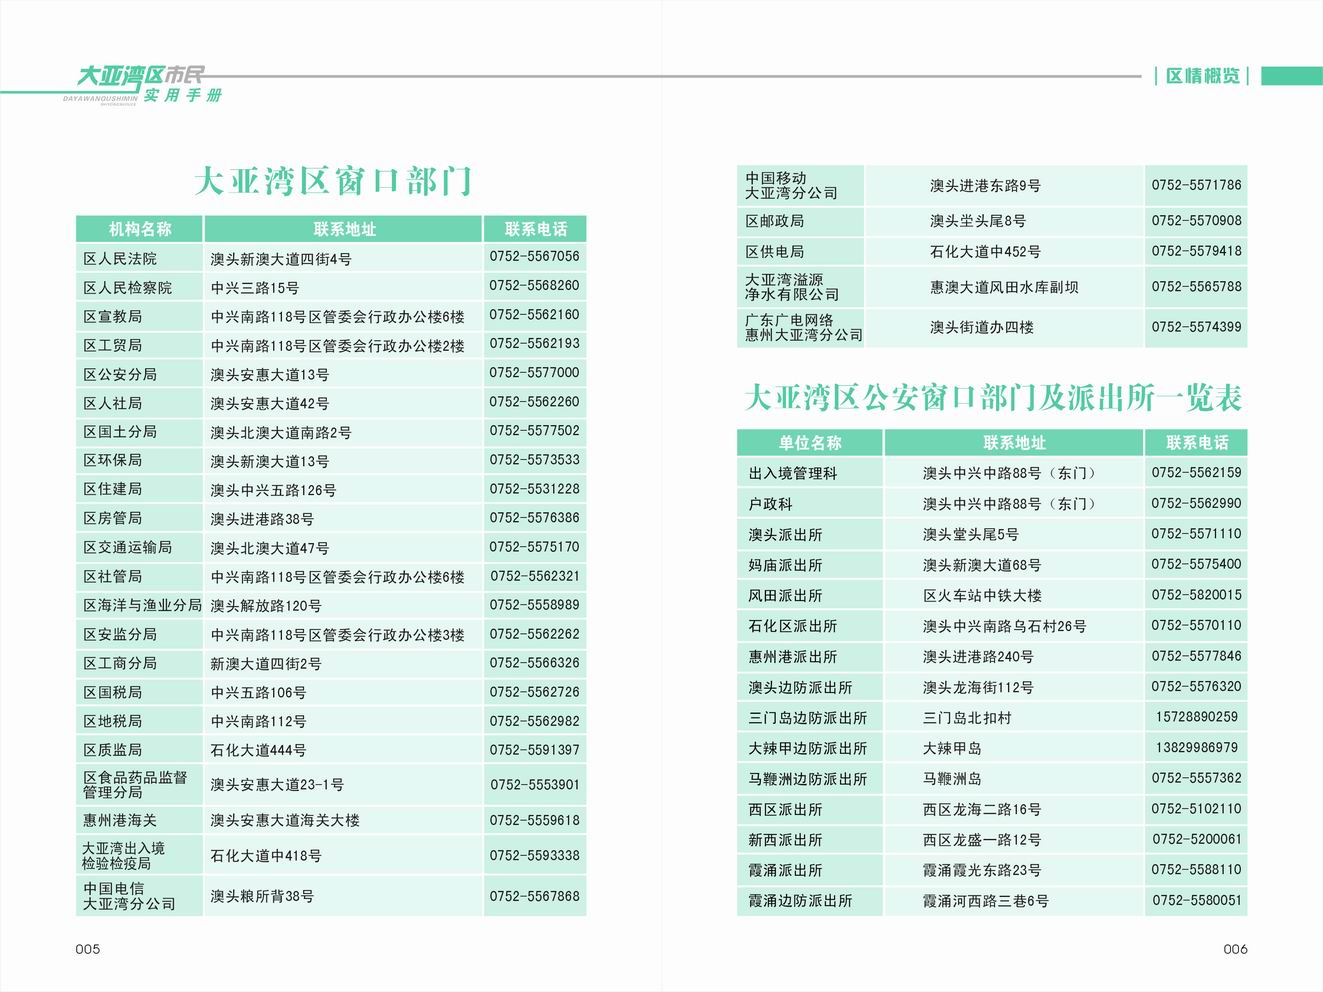 大亚湾区市民
DAYAWANQUSHIMIN
实用手册
区情概览
大亚湾区窗口部门
机构名称 联系地址 联系电话
区人民法院 澳头新澳大道四街4号 0752-5567056
区人民检察院 中兴三路15号 0752-5568260
区宣教局 中兴南路118号区管委会行政办公楼6楼 0752-5562160
区工贸局 中兴南路118号区管委会行政办公楼2楼 0752-5562193
区公安分局 澳头安惠大道13号 0752-5577000
区人社局 澳头安惠大道42号 0752-5562260
区国土分局 澳头北澳大道南路2号 0752-5577502
区环保局 澳头新澳大道13号 0752-5573533
区住建局 澳头中兴五路126号 0752-5531228
区房管局 澳头进港路38号 0752-5576386
区交通运输局 澳头北澳大道47号 0752-5575170
区社管局 中兴南路118号区管委会行政办公楼6楼 0752-5562321
区海洋与渔业分局 澳头解放路120号 0752-5558989
区安监分局 中兴南路118号区管委会行政办公楼3楼 0752-5562262
区工商分局 新澳大道四街2号 0752-5566326
区国税局 中兴五路106号 0752-5562726
区地税局 中兴南路112号 0752-5562982
区质监局 石化大道444号 0752-5591397
区食品药品监督
管理分局 澳头安惠大道23-1号 0752-5553901
惠州港海关 澳头安惠大道海关大楼 0752-5559618
大亚湾出入境
检验检疫局 石化大道中418号 0752-5593338
中国电信
大亚湾分公司 澳头粮所背38号 0752-5567868
005
中国移动
大亚湾分公司 澳头进港东路9号 0752-5571786
区邮政局 澳头坣头尾8号 0752-5570908
区供电局 石化大道中452号 0752-5579418
大亚湾溢源
净水有限公司 惠澳大道风田水库副坝 0752-5565788
广东广电网络
惠州大亚湾分公司 澳头街道办四楼 0752-5574399
大亚湾区公安窗口部门及派出所一览表
单位名称 联系地址 联系电话
出入境管理科 澳头中兴中路88号（东门） 0752-5562159
户政科 澳头中兴中路88号（东门） 0752-5562990
澳头派出所 澳头堂头尾5号 0752-5571110
妈庙派出所 澳头新澳大道68号 0752-5575400
风田派出所 区火车站中铁大楼 0752-5820015
石化区派出所 澳头中兴南路乌石村26号 0752-5570110
惠州港派出所 澳头进港路240号 0752-5577846
澳头边防派出所 澳头龙海街112号 0752-5576320
三门岛边防派出所 三门岛北扣村 15728890259
大辣甲边防派出所 大辣甲岛 13829986979
马鞭洲边防派出所 马鞭洲岛 0752-5557362
西区派出所 西区龙海二路16号 0752-5102110
新西派出所 西区龙盛一路12号 0752-5200061
霞涌派出所 霞涌霞光东路23号 0752-5588110
霞涌边防派出所 霞涌河西路三巷6号 0752-5580051
006